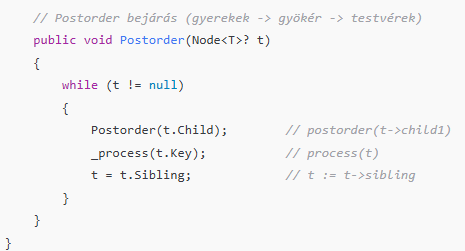 // Postorder bejárás (gyerekek -> gyökér -> testvérek)
public void Postorder(Node<T>? t)
{
while (t != null)
{
Postorder(t.Child); // postorder(t->child1)
_process(t.Key); // process(t)
t = t.Sibling; // t := t->sibling
}
}
}